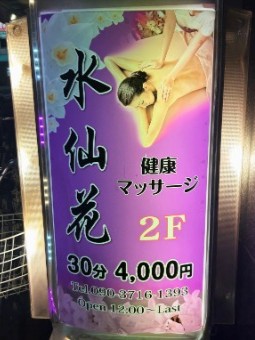 水仙花
健康
マッサージ
2F
30分 4,000円
Tel.090-3716-1393
Open 12:00～Last